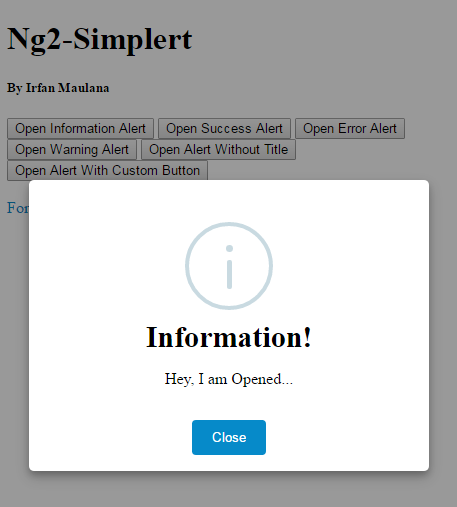 Ng2-Simplert
By Irfan Maulana
Open Information Alert Open Success Alert Open Error Alert
Open Warning Alert Open Alert Without Title
Open Alert With Custom Button
Information!
Hey, I am Opened...
Close